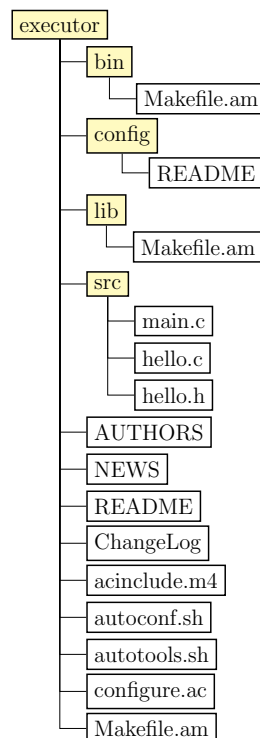 executor
bin
Makefile.am
config
README
lib
Makefile.am
src
main.c
hello.c
hello.h
AUTHORS
NEWS
README
ChangeLog
acinclude.m4
autoconf.sh
autotools.sh
configure.ac
Makefile.am